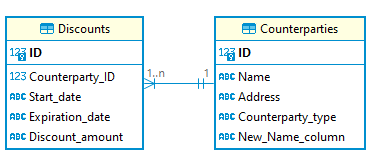 Discounts
123 ID
123 Counterparty_ID
ABC Start_date
ABC Expiration_date
ABC Discount_amount
1..n
1
Counterparties
123 ID
ABC Name
ABC Address
ABC Counterparty_type
ABC New_Name_column